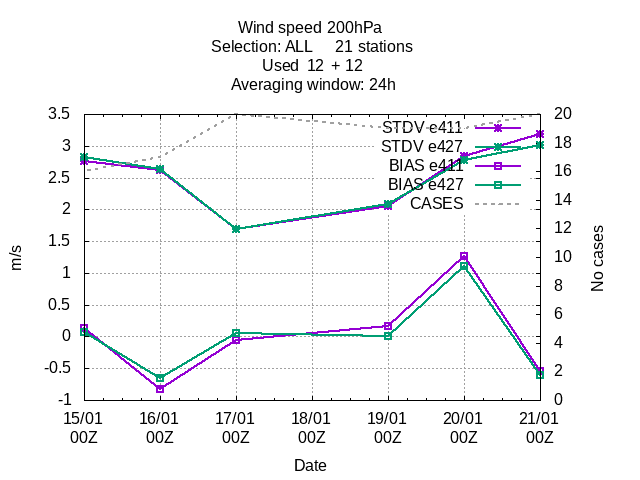 Wind speed 200hPa
Selection: ALL 21 stations
Used 12 + 12
Averaging window: 24h
3.5
3
2.5
2
1.5
1
0.5
0
-0.5
-1
m/s
20
18
16
14
12
10
8
6
4
2
0
No cases
STDV e411
STDV e427
BIAS e411
BIAS e427
CASES
15/01 16/01 17/01 18/01 19/01 20/01 21/01
00Z 00Z 00Z 00Z 00Z 00Z 00Z
Date